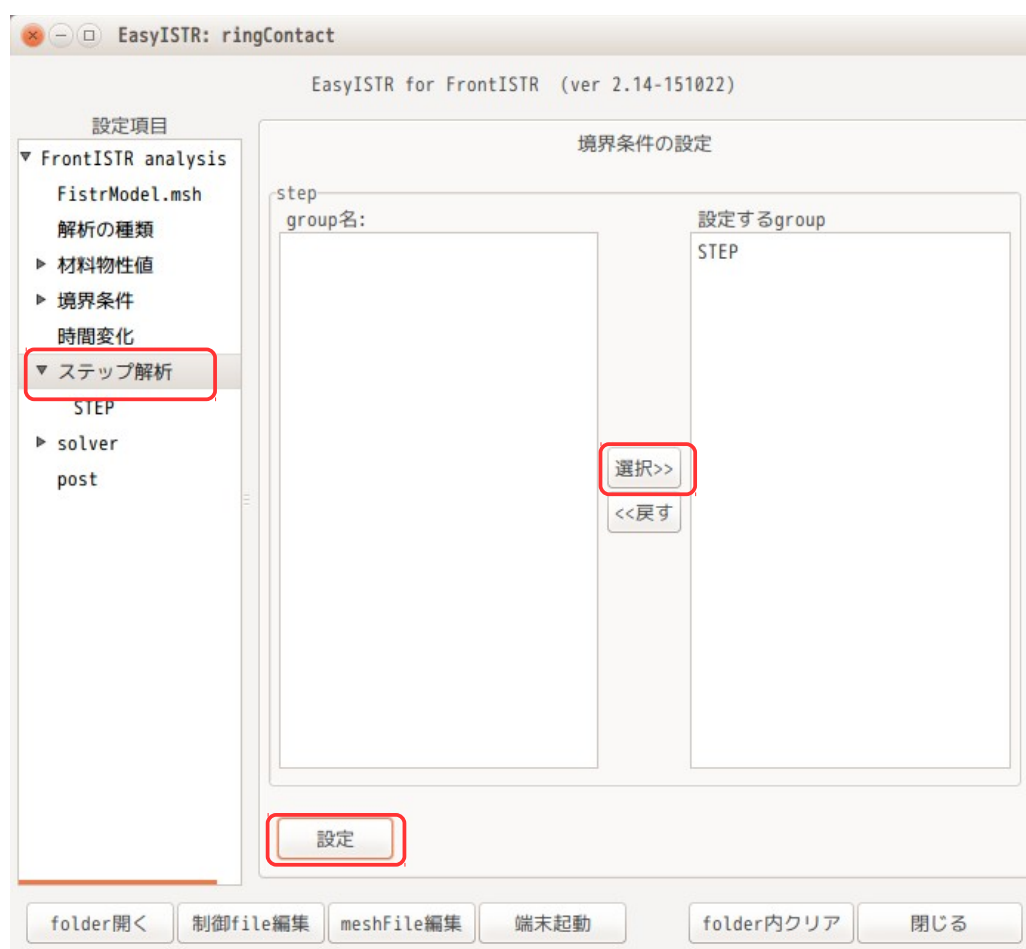 EasyISTR: ringContact
EasyISTR for FrontISTR (ver 2.14-151022)
設定項目
FrontISTR analysis
FistrModel.msh
解析の種類
材料物性値
境界条件
時間変化
ステップ解析
STEP
solver
post
境界条件の設定
step
group名:
設定するgroup
STEP
選択>>
<<戻す
設定
folder開く
制御file編集
meshFile編集
端末起動
folder内クリア
閉じる